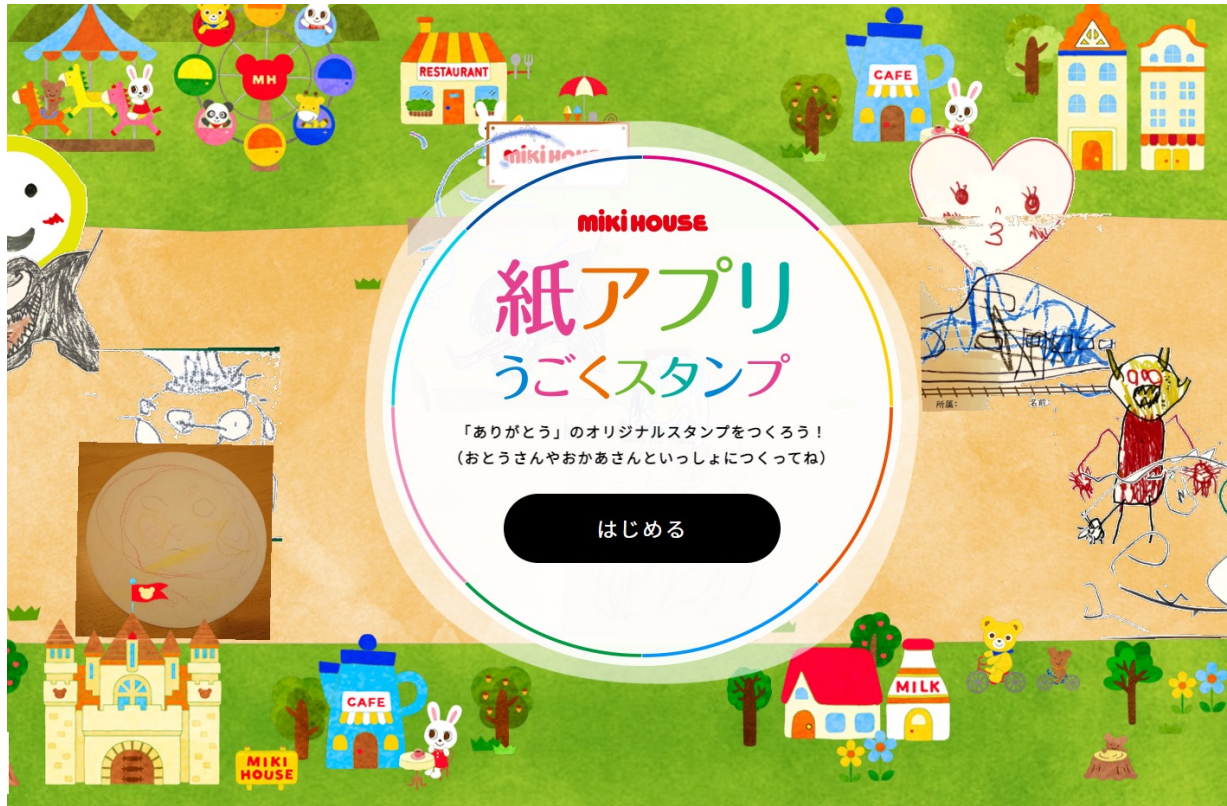 MH
RESTAURANT
CAFE
miki HOUSE
紙アプリ
うごくスタンプ
「ありがとう」のオリジナルスタンプをつくろう！
（おとうさんやおかあさんといっしょにつくってね）
はじめる
3
所属:
名前:
CAFE
MILK
MIKI
HOUSE